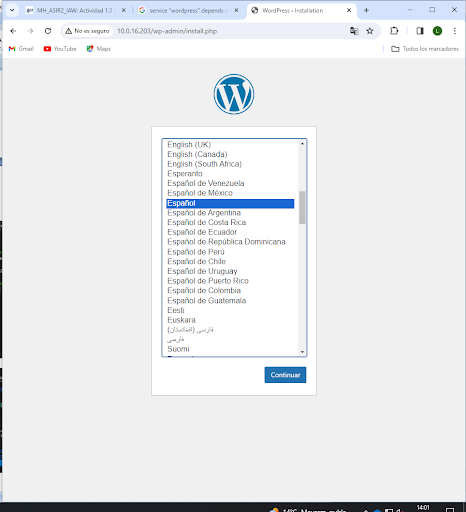 MH_ASIR2_IAW: Actividad 1.3
service "wordpress" depends
WordPress › Installation
No es seguro
10.0.16.203/wp-admin/install.php
L
Gmail
YouTube
Maps
Todos los marcadores
English (UK)
English (Canada)
English (South Africa)
Esperanto
Español de Venezuela
Español de México
Español
Español de Argentina
Español de Costa Rica
Español de Ecuador
Español de República Dominicana
Español de Perú
Español de Chile
Español de Uruguay
Español de Puerto Rico
Español de Colombia
Español de Guatemala
Eesti
Euskara
(فارسی (افغانستان
فارسی
Suomi
Continuar
14:01